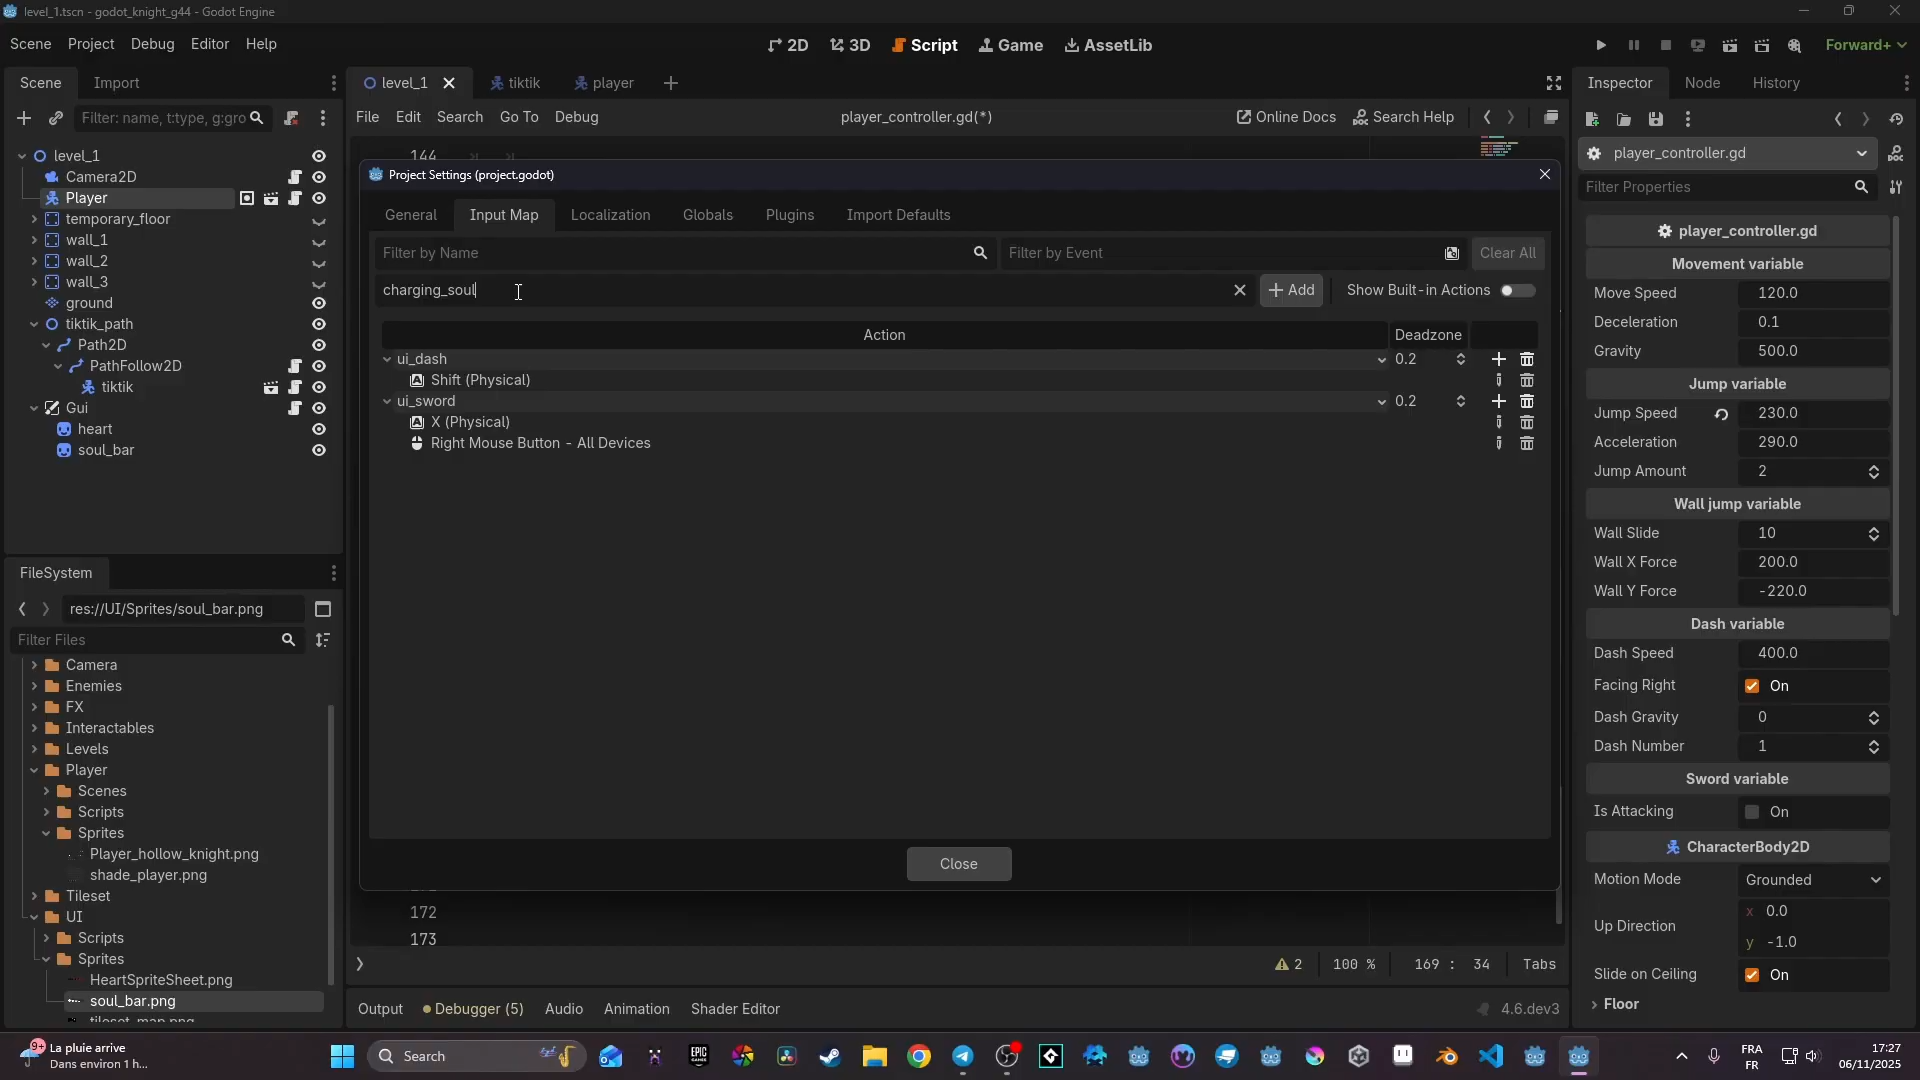 level_1.tscn - godot_knight_g44 - Godot Engine
Scene Project Debug Editor Help
2D 3D Script Game AssetLib
Forward+
Scene Import
level_1 tiktik player
Inspector Node History
Filter: name, t:type, g:gro
File Edit Search Go To Debug
player_controller.gd(*)
Online Docs Search Help
player_controller.gd
Filter Properties
level_1
Camera2D
Player
temporary_floor
wall_1
wall_2
wall_3
ground
tiktik_path
Path2D
PathFollow2D
tiktik
Gui
heart
soul_bar
144
Project Settings (project.godot)
General Input Map Localization Globals Plugins Import Defaults
Filter by Name Filter by Event Clear All
charging_soul Add Show Built-in Actions
Action Deadzone
ui_dash 0.2
Shift (Physical)
ui_sword 0.2
X (Physical)
Right Mouse Button - All Devices
Close
172
173
2 100 % 169 : 34 Tabs
Output Debugger (5) Audio Animation Shader Editor 4.6.dev3
player_controller.gd
Movement variable
Move Speed 120.0
Deceleration 0.1
Gravity 500.0
Jump variable
Jump Speed 230.0
Acceleration 290.0
Jump Amount 2
Wall jump variable
Wall Slide 10
Wall X Force 200.0
Wall Y Force -220.0
Dash variable
Dash Speed 400.0
Facing Right On
Dash Gravity 0
Dash Number 1
Sword variable
Is Attacking On
CharacterBody2D
Motion Mode Grounded
Up Direction x 0.0
y -1.0
Slide on Ceiling On
Floor
FileSystem
res://UI/Sprites/soul_bar.png
Filter Files
Camera
Enemies
FX
Interactables
Levels
Player
Scenes
Scripts
Sprites
Player_hollow_knight.png
shade_player.png
Tileset
UI
Scripts
Sprites
HeartSpriteSheet.png
soul_bar.png
tileset_map.png
9+
La pluie arrive
Dans environ 1 h...
Search
EPIC GAMES
FRA
FR
17:27
06/11/2025